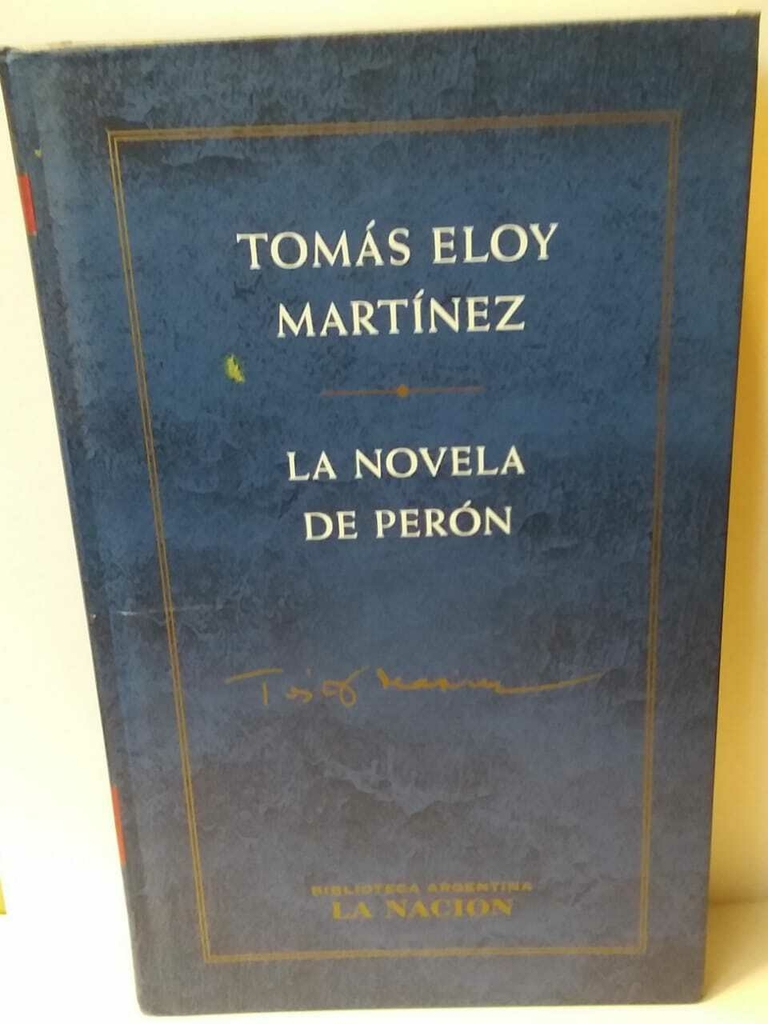 TOMÁS ELOY
MARTÍNEZ
LA NOVELA
DE PERÓN
BIBLIOTECA ARGENTINA
LA NACION